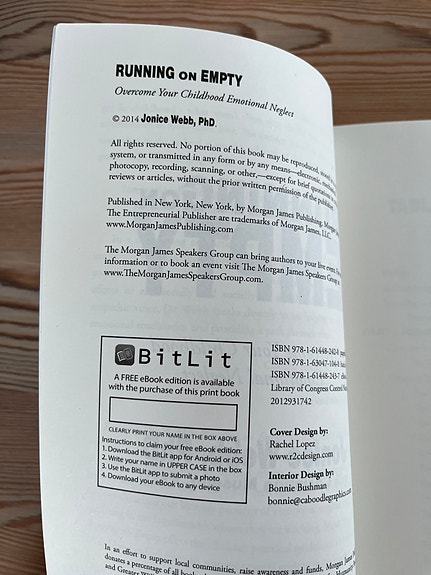 RUNNING ON EMPTY
Overcome Your Childhood Emotional Neglect
© 2014 Jonice Webb, PhD.
All rights reserved. No portion of this book may be reproduced,
system, or transmitted in any form or by any means—electronic,
photocopy, recording, scanning, or other,—except for brief
reviews or articles, without the prior written permission of the
Published in New York, New York, by Morgan James Publishing.
The Entrepreneurial Publisher are trademarks of Morgan James, LLC.
www.MorganJamesPublishing.com
The Morgan James Speakers Group can bring authors to your live event.
information or to book an event visit The Morgan James Speakers Group
www.TheMorganJamesSpeakersGroup.com.
BitLit
A FREE eBook edition is available
with the purchase of this print book
CLEARLY PRINT YOUR NAME IN THE BOX ABOVE
Instructions to claim your free eBook edition:
1. Download the BitLit app for Android or iOS
2. Write your name in UPPER CASE in the box
3. Use the BitLit app to submit a photo
4. Download your eBook to any device
ISBN 978-1-61448-242-0
ISBN 978-1-63047-104-0
ISBN 978-1-61448-243-7
Library of Congress Control
2012931742
Cover Design by:
Rachel Lopez
www.r2cdesign.com
Interior Design by:
Bonnie Bushman
bonnie@caboodlegraphics
In an effort to support local communities, raise awareness and funds, Morgan
donates a percentage of all
and Greater